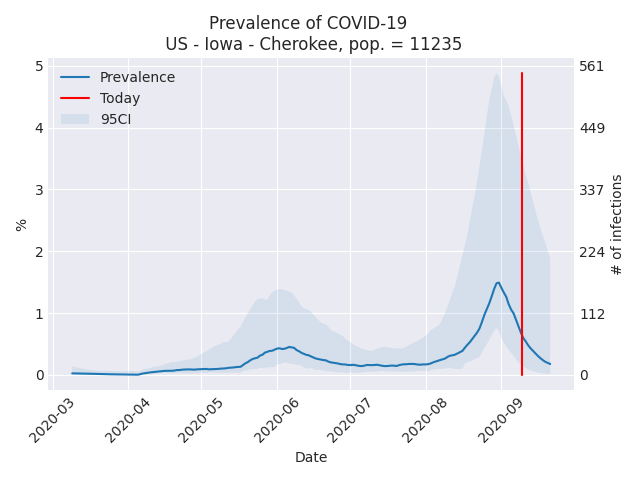 Prevalence of COVID-19
US - Iowa - Cherokee, pop. = 11235
Prevalence
Today
95CI
5
4
3
2
1
0
%
561
449
337
224
112
0
# of infections
2020-03
2020-04
2020-05
2020-06
2020-07
2020-08
2020-09
Date